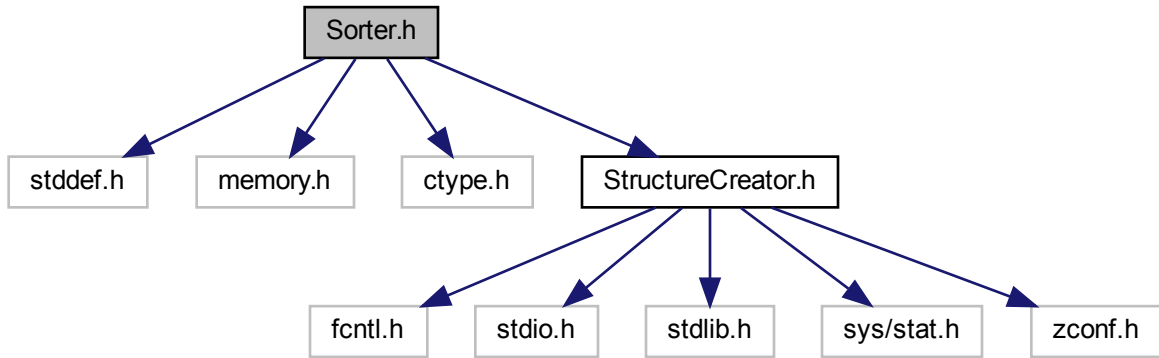 Sorter.h
stddef.h
memory.h
ctype.h
StructureCreator.h
fcntl.h
stdio.h
stdlib.h
sys/stat.h
zconf.h